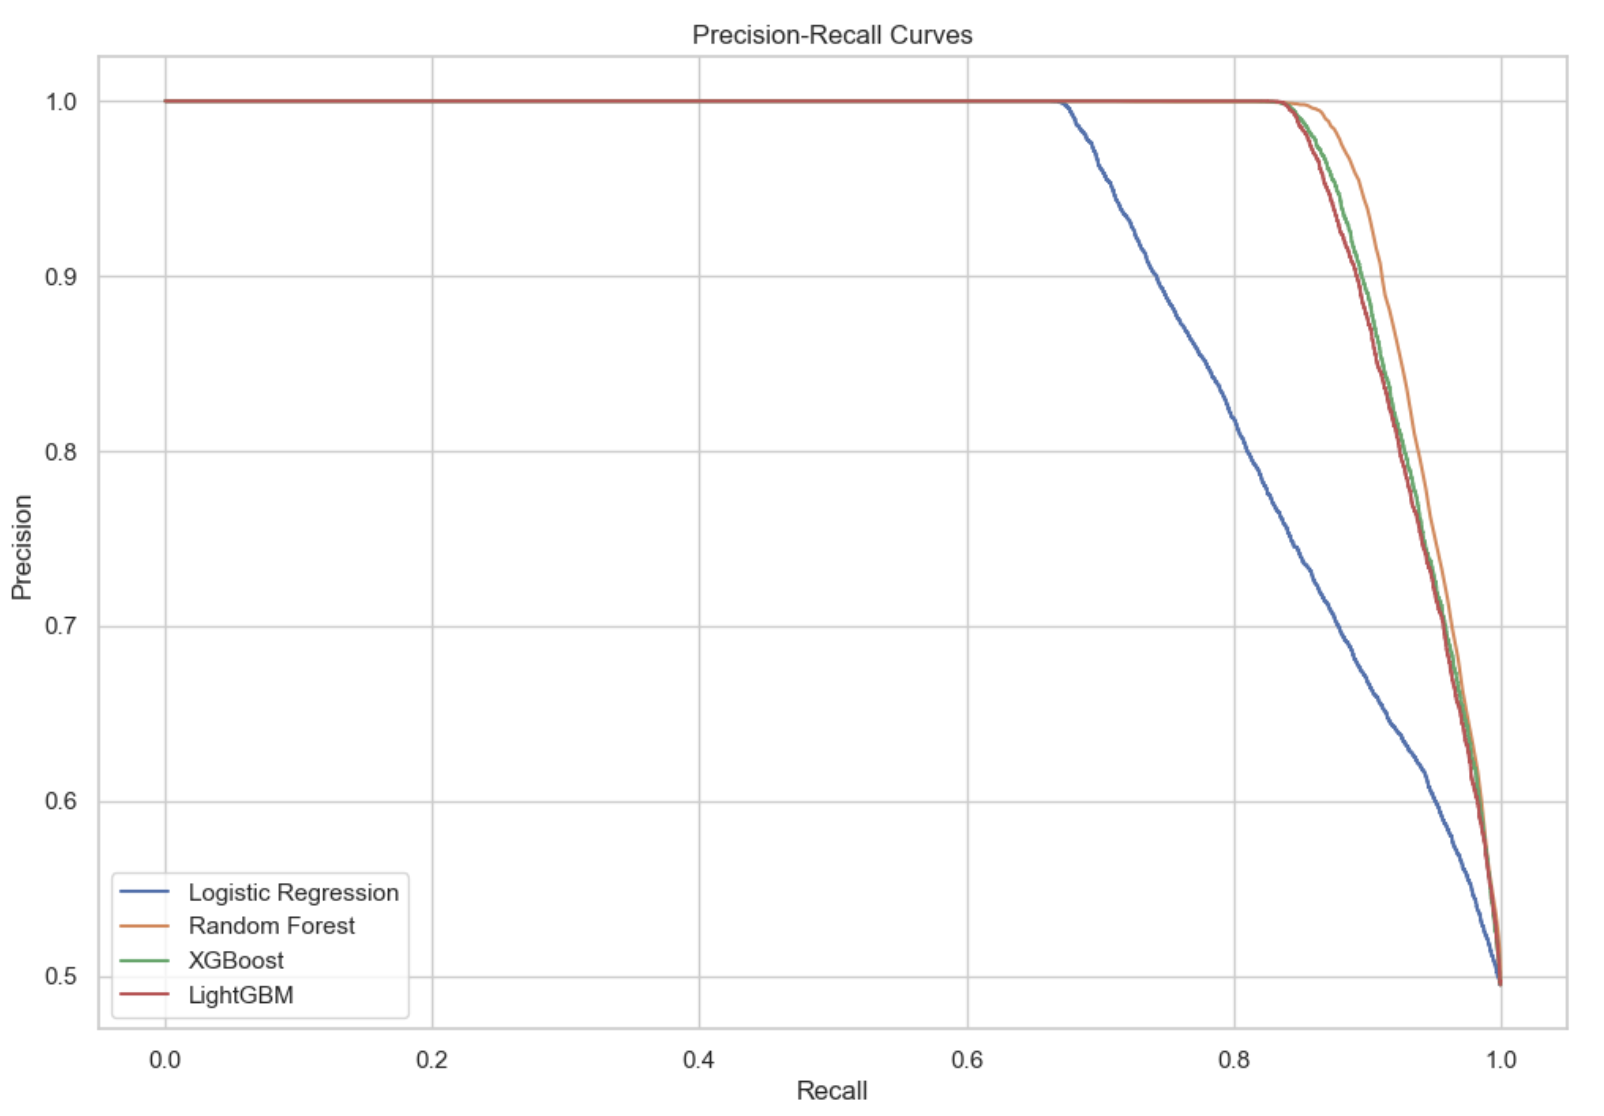 Precision-Recall Curves
1.0
0.9
0.8
0.7
0.6
0.5
Precision
Logistic Regression
Random Forest
XGBoost
LightGBM
0.0 0.2 0.4 0.6 0.8 1.0
Recall